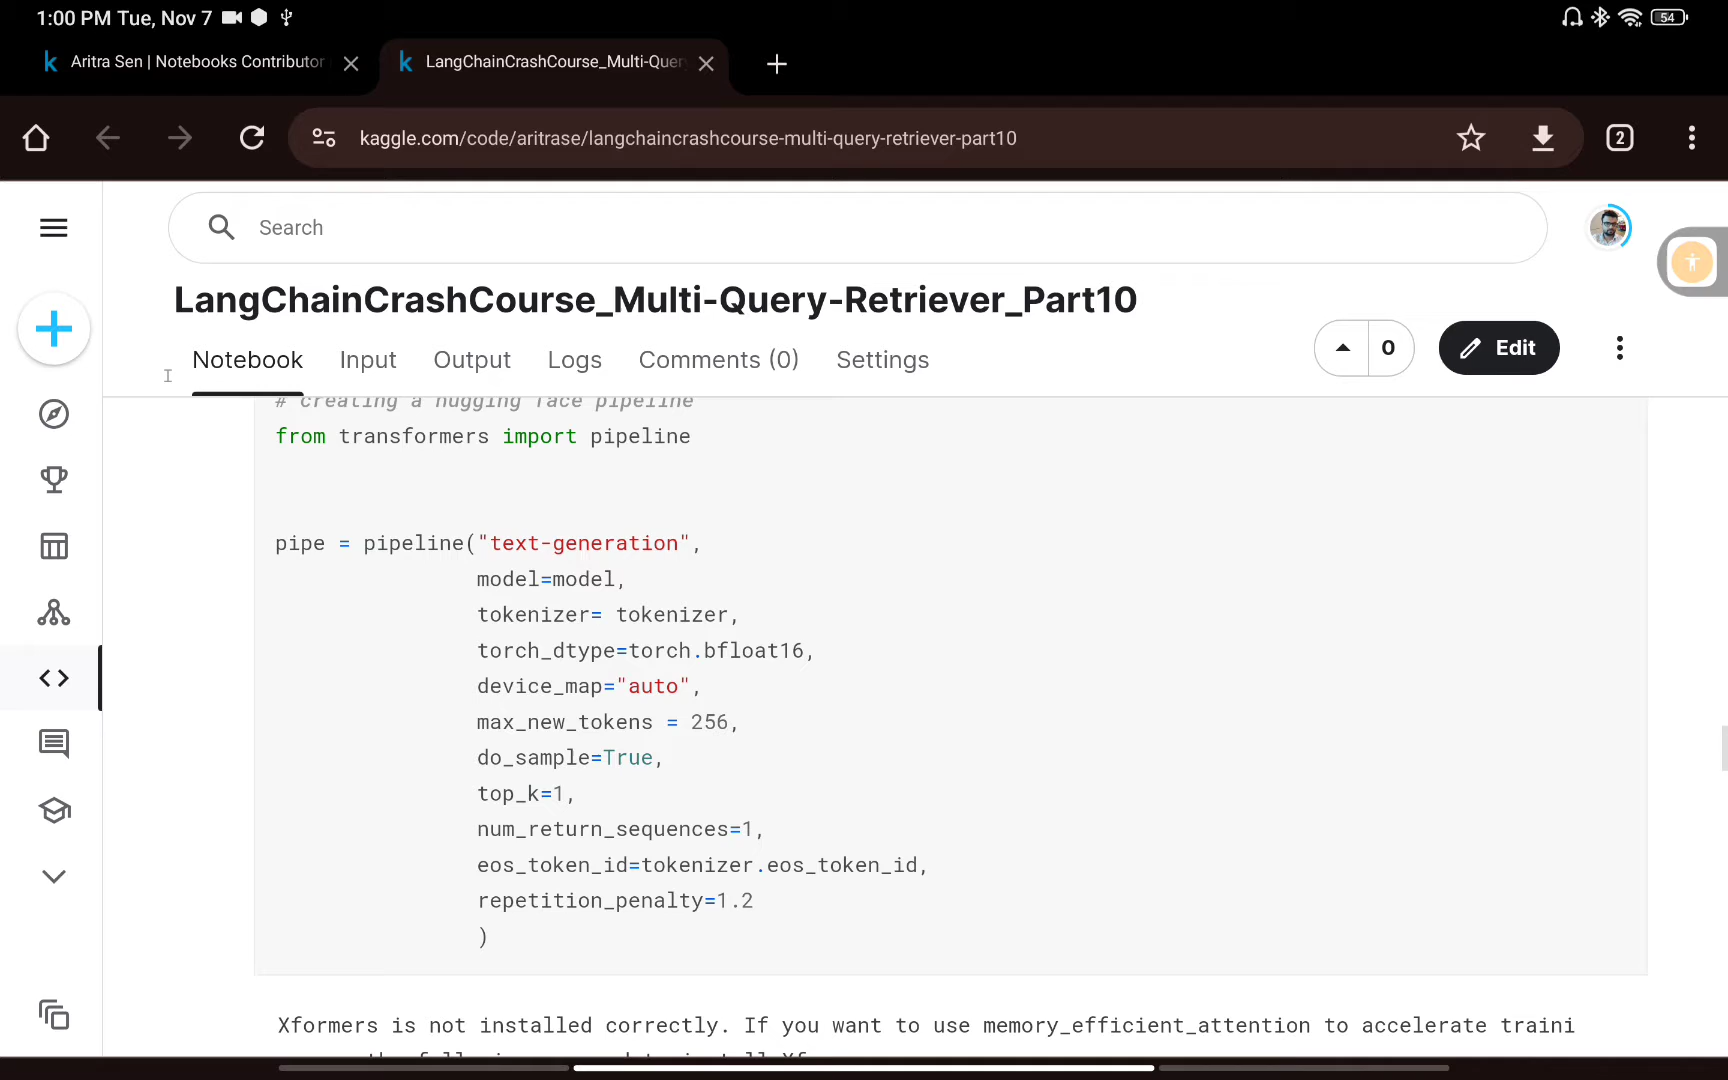 1:00 PM Tue, Nov 7
54
Aritra Sen | Notebooks Contributor
LangChainCrashCourse_Multi-Quer
kaggle.com/code/aritrase/langchaincrashcourse-multi-query-retriever-part10
2
Search
LangChainCrashCourse_Multi-Query-Retriever_Part10
Notebook
Input
Output
Logs
Comments (0)
Settings
0
Edit
# creating a hugging face pipeline
from transformers import pipeline
pipe = pipeline("text-generation",
model=model,
tokenizer= tokenizer,
torch_dtype=torch.bfloat16,
device_map="auto",
max_new_tokens = 256,
do_sample=True,
top_k=1,
num_return_sequences=1,
eos_token_id=tokenizer.eos_token_id,
repetition_penalty=1.2
)
Xformers is not installed correctly. If you want to use memory_efficient_attention to accelerate traini